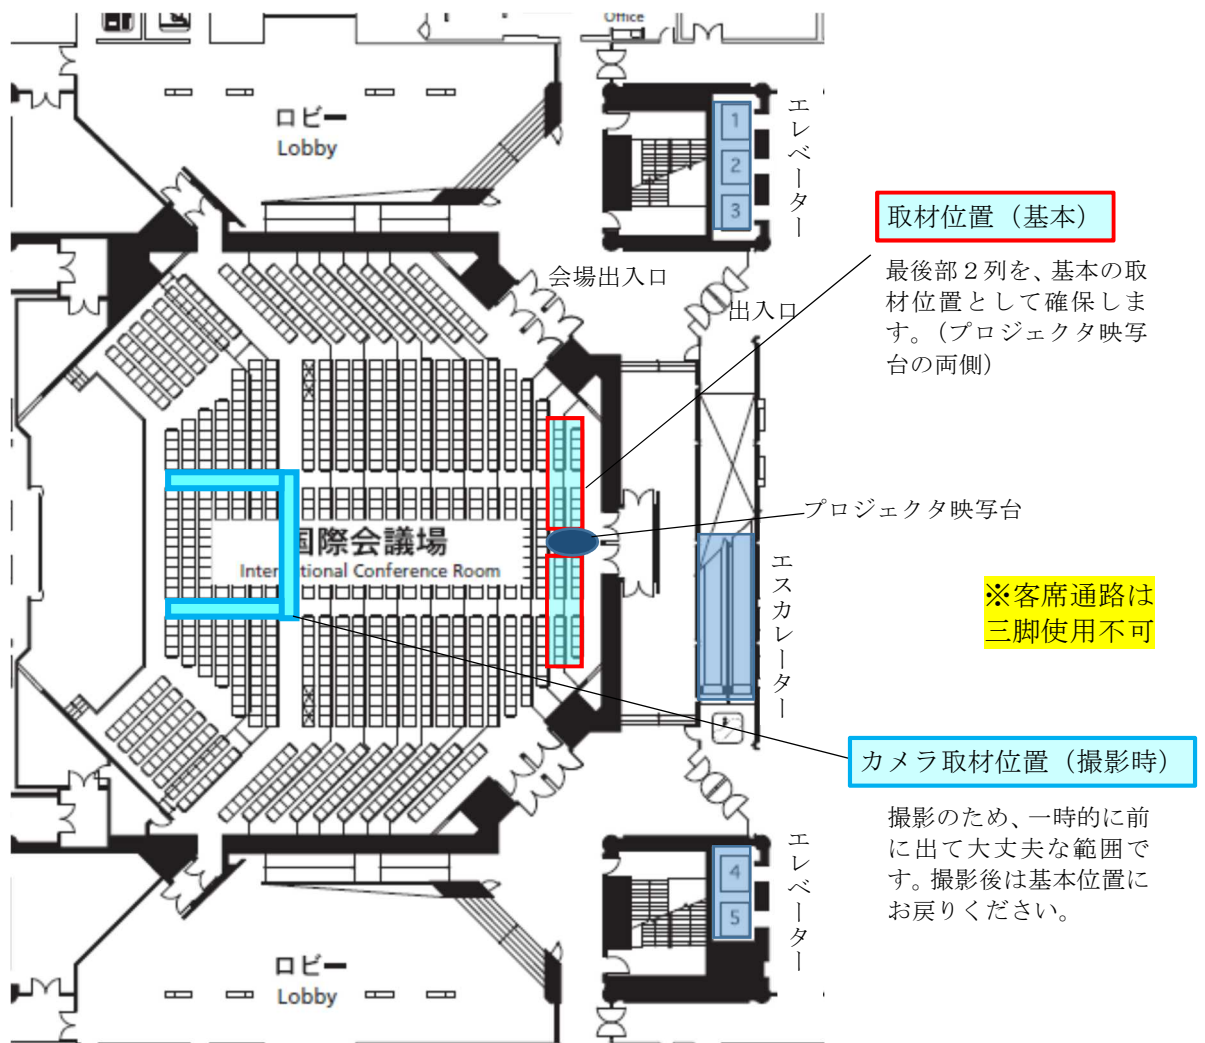 Office
ロビー
Lobby
エレベーター
1
2
3
取材位置（基本）
最後部２列を、基本の取
材位置として確保しま
す。（プロジェクタ映写
台の両側）
会場出入口
出入口
プロジェクタ映写台
国際会議場
International Conference Room
エスカレーター
※客席通路は
三脚使用不可
カメラ取材位置（撮影時）
撮影のため、一時的に前
に出て大丈夫な範囲で
す。撮影後は基本位置に
お戻りください。
エレベーター
4
5
ロビー
Lobby